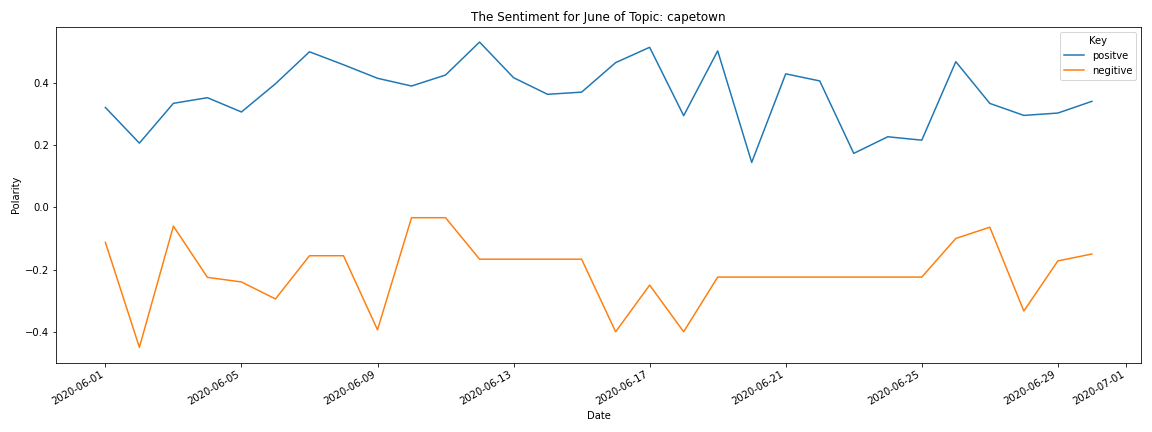 The Sentiment for June of Topic: capetown
Key
positve
negitive
Polarity
0.4
0.2
0.0
−0.2
−0.4
2020-06-01
2020-06-05
2020-06-09
2020-06-13
2020-06-17
2020-06-21
2020-06-25
2020-06-29
2020-07-01
Date